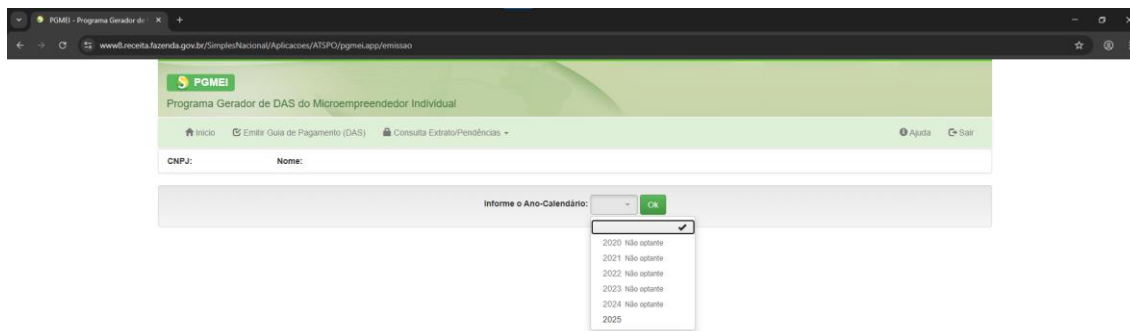 PGMEI - Programa Gerador de
www8.receita.fazenda.gov.br/SimplesNacional/Aplicacoes/ATSPO/pgmei.app/emissao
PGMEI
Programa Gerador de DAS do Microempreendedor Individual
Início Emitir Guia de Pagamento (DAS) Consulta Extrato/Pendências Ajuda Sair
CNPJ: Nome:
Informe o Ano-Calendário: Ok
2020 Não optante
2021 Não optante
2022 Não optante
2023 Não optante
2024 Não optante
2025